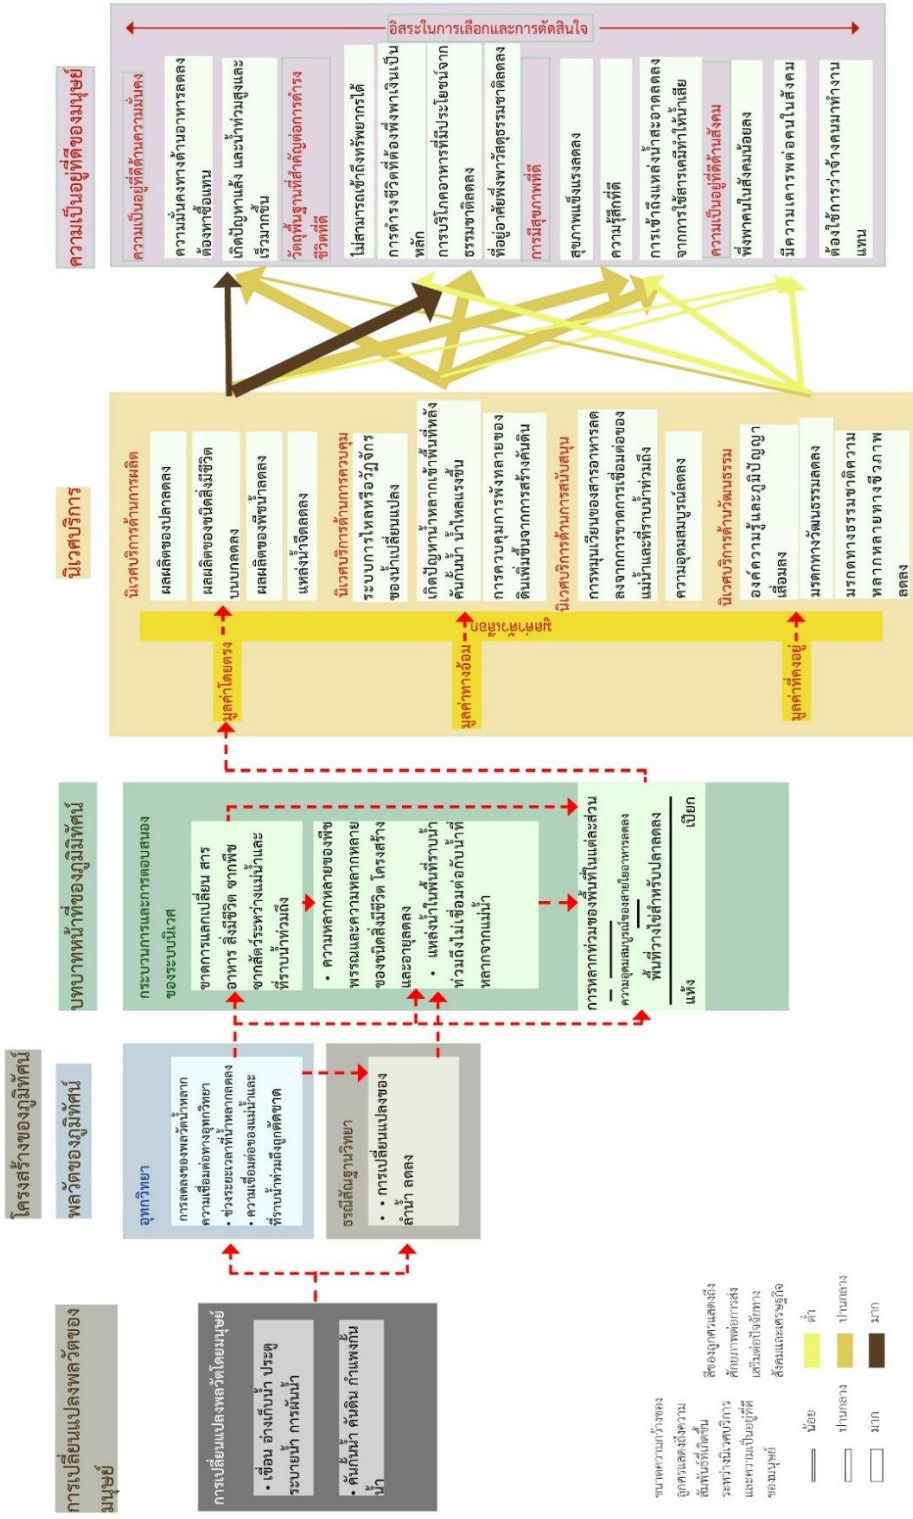 การเปลี่ยนแปลงพลวัตของ
มนุษย์
โครงสร้างของภูมิทัศน์
พลวัตของภูมิทัศน์
บทบาทหน้าที่ของภูมิทัศน์
นิเวศบริการ
ความเป็นอยู่ที่ดีของมนุษย์
การเปลี่ยนแปลงพลวัตโดยมนุษย์
• เขื่อน อ่างเก็บน้ำ ประตู
ระบายน้ำ การผันน้ำ
• คันกั้นน้ำ คันดิน กำแพงกั้น
น้ำ
อุทกวิทยา
การลดลงของพลวัตน้ำหลาก
ความเชื่อมต่อทางอุทกวิทยา
• ช่วงระยะเวลาที่น้ำหลากลดลง
• ความเชื่อมต่อของแม่น้ำและ
ที่ราบน้ำท่วมถึงถูกตัดขาด
ธรณีสัณฐานวิทยา
• • การเปลี่ยนแปลงของ
ลำน้ำ ลดลง
กระบวนการและการตอบสนอง
ของระบบนิเวศ
ขาดการแลกเปลี่ยน สาร
อาหาร สิ่งมีชีวิต ซากพืช
ซากสัตว์ระหว่างแม่น้ำและ
ที่ราบน้ำท่วมถึง
• ความหลากหลายของพืช
พรรณและความหลากหลาย
ของชนิดสิ่งมีชีวิต โครงสร้าง
และอายุลดลง
• แหล่งน้ำในพื้นที่ราบน้ำ
ท่วมถึงไม่เชื่อมต่อกับน้ำที่
หลากจากแม่น้ำ
การหลากท่วมของพื้นที่ในแต่ละส่วน
ความอุดมสมบูรณ์ของสายใยอาหารลดลง
พื้นที่วางไข่สำหรับปลาลดลง
แห้ง เปียก
มูลค่าโดยตรง
มูลค่าทางอ้อม
มูลค่าที่คงอยู่
มูลค่าตัวเลือก
นิเวศบริการด้านการผลิต
ผลผลิตของปลาลดลง
ผลผลิตของชนิดสิ่งมีชีวิต
บนบกลดลง
ผลผลิตของพืชน้ำลดลง
แหล่งน้ำจืดลดลง
นิเวศบริการด้านการควบคุม
ระบบการไหลหรือวัฏจักร
ของน้ำเปลี่ยนแปลง
เกิดปัญหาน้ำหลากเข้าพื้นที่หลัง
คันกั้นน้ำ น้ำไหลแรงขึ้น
การควบคุมการพังทลายของ
ดินเพิ่มขึ้นจากการสร้างคันดิน
นิเวศบริการด้านการสนับสนุน
การหมุนเวียนของสารอาหารลด
ลงจากการขาดการเชื่อมต่อของ
แม่น้ำและที่ราบน้ำท่วมถึง
ความอุดมสมบูรณ์ลดลง
นิเวศบริการด้านวัฒนธรรม
องค์ความรู้และภูมิปัญญา
เสื่อมลง
มรดกทางวัฒนธรรมลดลง
มรกดทางธรรมชาติความ
หลากหลายทางชีวภาพ
ลดลง
อิสระในการเลือกและการตัดสินใจ
ความเป็นอยู่ที่ดีด้านความมั่นคง
ความมั่นคงทางด้านอาหารลดลง
ต้องหาซื้อแทน
เกิดปัญหาแล้ง และน้ำท่วมสูงและ
เร็วมากขึ้น
วัตถุพื้นฐานที่สำคัญต่อการดำรง
ชีวิตที่ดี
ไม่สามารถเข้าถึงทรัพยากรได้
การดำรงชีวิตที่ต้องพึ่งพาเงินเป็น
หลัก
การบริโภคอาหารที่มีประโยชน์จาก
ธรรมชาติลดลง
ที่อยู่อาศัยพึ่งพาวัสดุธรรมชาติลดลง
การมีสุขภาพที่ดี
สุขภาพแข็งแรงลดลง
ความรู้สึกที่ดี
การเข้าถึงแหล่งน้ำสะอาดลดลง
จากการใช้สารเคมีทำให้น้ำเสีย
ความเป็นอยู่ที่ดีด้านสังคม
พึ่งพาคนในสังคมน้อยลง
มีความเคารพต่อคนในสังคม
ต้องใช้การว่าจ้างคนมาทำงาน
แทน
ขนาดความกว้างของ
ลูกศรแสดงถึงความ
สัมพันธ์ที่เกิดขึ้น
ระหว่างนิเวศบริการ
และความเป็นอยู่ที่ดี
ของมนุษย์
น้อย
ปานกลาง
มาก
สีของลูกศรแสดงถึง
ศักยภาพต่อการส่ง
เสริมต่อปัจจัยทาง
สังคมและเศรษฐกิจ
ต่ำ
ปานกลาง
มาก